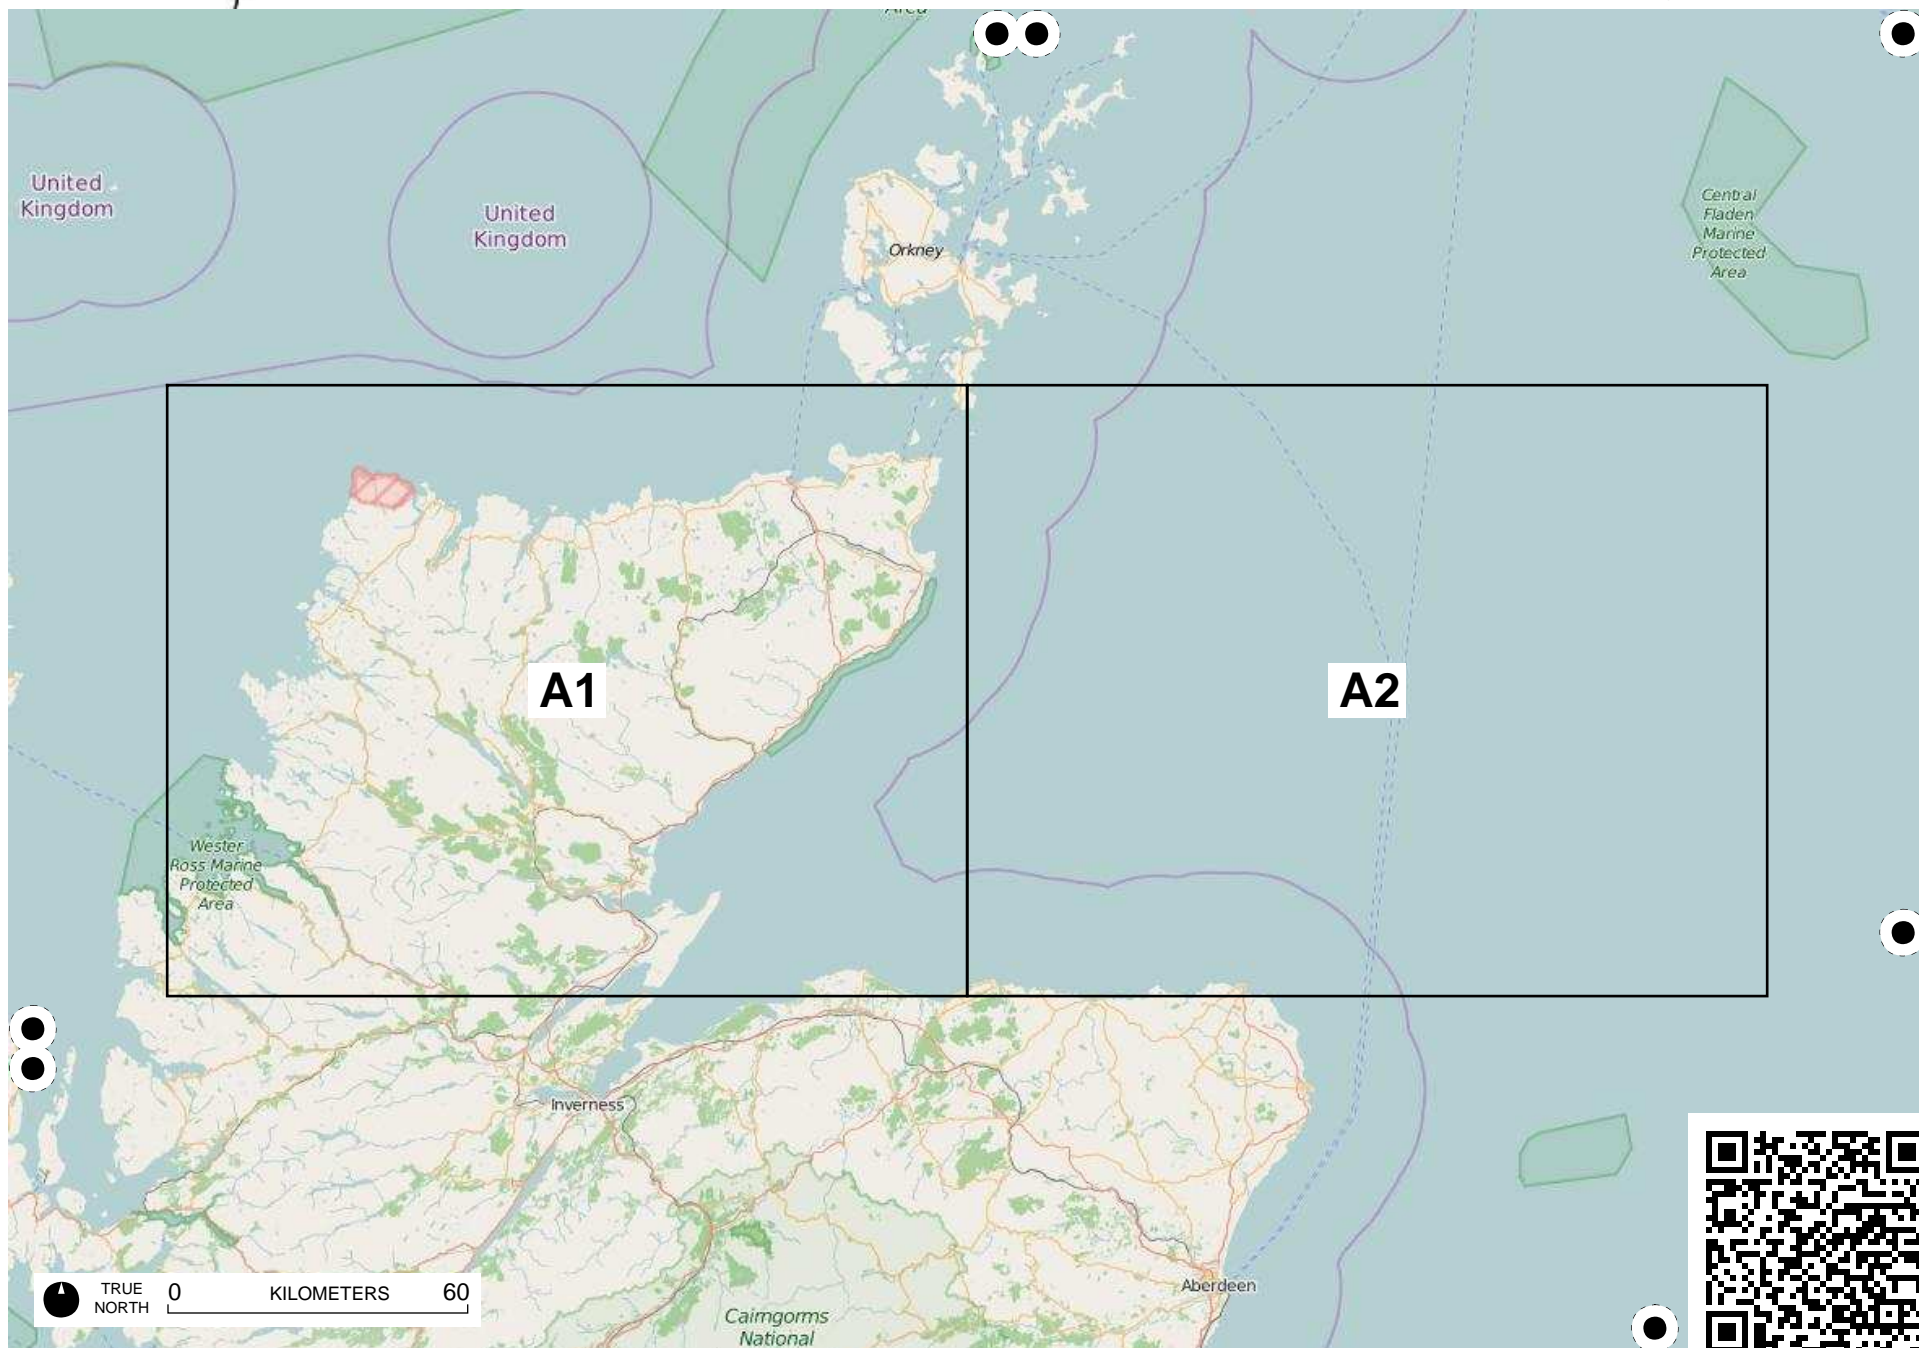 Area
United
Kingdom
United
Kingdom
Orkney
Central
Fladen
Marine
Protected
Area
A1
A2
Wester
Ross Marine
Protected
Area
Inverness
Aberdeen
Cairngorms
National
TRUE
NORTH
0 KILOMETERS 60